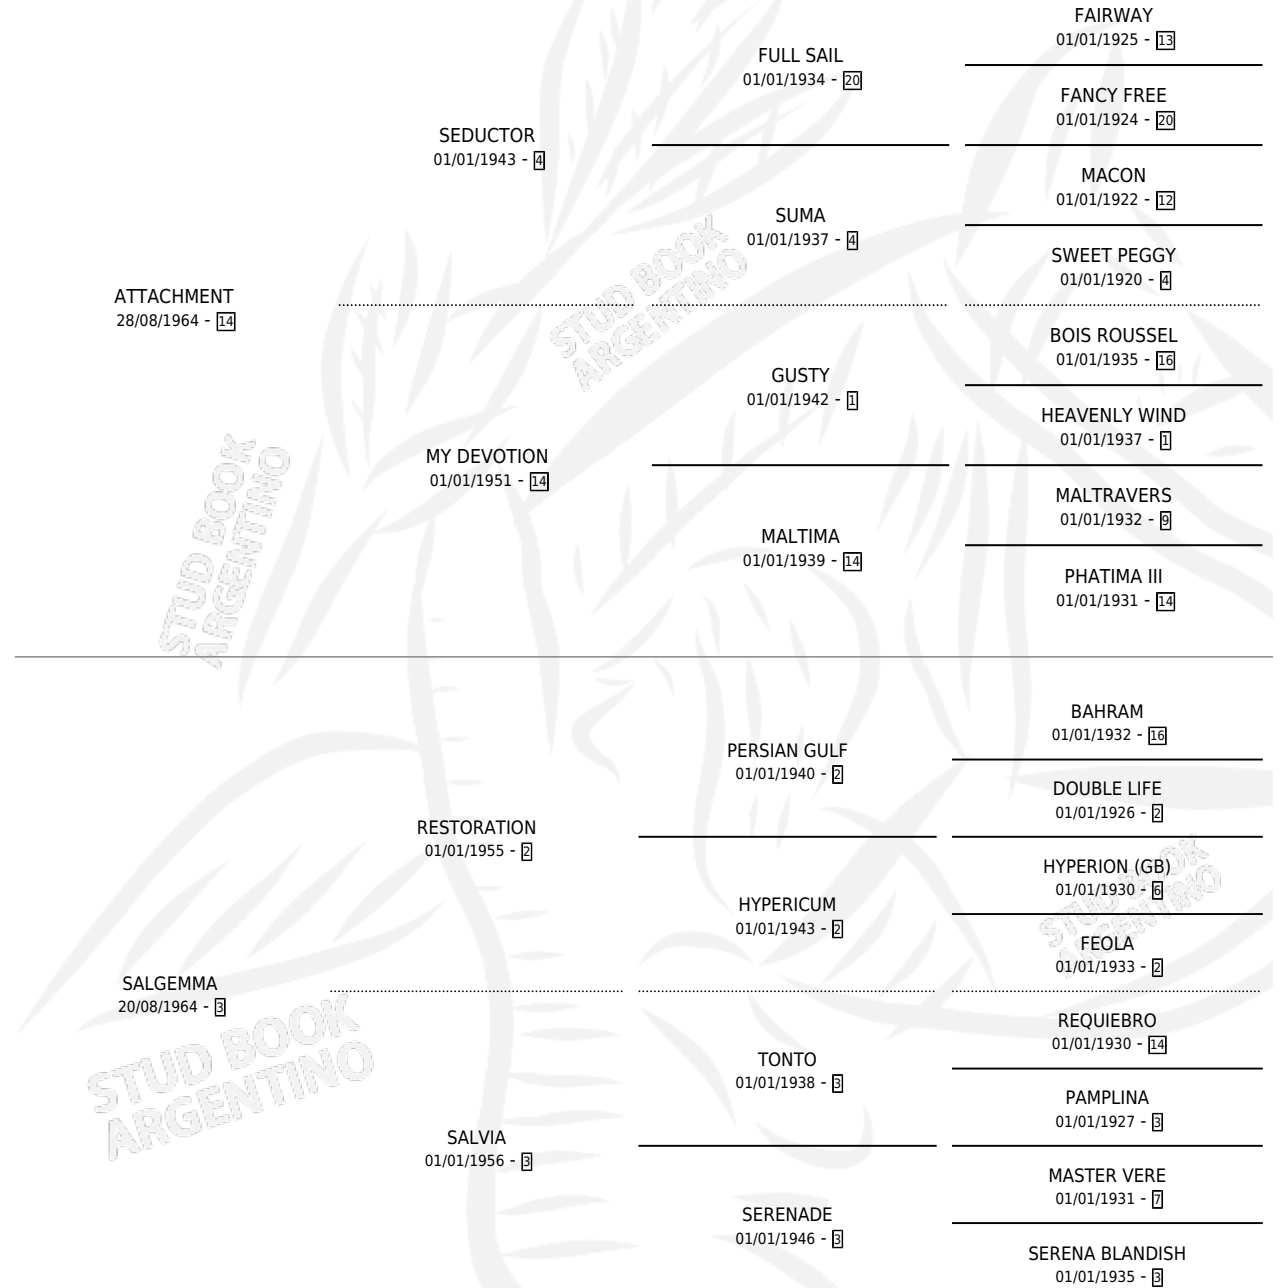 FAIRWAY
01/01/1925 - 13
FULL SAIL
01/01/1934 - 20
FANCY FREE
01/01/1924 - 20
SEDUCTOR
01/01/1943 - 4
MACON
01/01/1922 - 12
SUMA
01/01/1937 - 4
SWEET PEGGY
01/01/1920 - 4
ATTACHMENT
28/08/1964 - 14
BOIS ROUSSEL
01/01/1935 - 16
GUSTY
01/01/1942 - 1
HEAVENLY WIND
01/01/1937 - 1
MY DEVOTION
01/01/1951 - 14
MALTRAVERS
01/01/1932 - 9
MALTIMA
01/01/1939 - 14
PHATIMA III
01/01/1931 - 14
STUD BOOK
ARGENTINO
STUD BOOK
ARGENTINO
BAHRAM
01/01/1932 - 16
PERSIAN GULF
01/01/1940 - 2
DOUBLE LIFE
01/01/1926 - 2
RESTORATION
01/01/1955 - 2
HYPERION (GB)
01/01/1930 - 6
HYPERICUM
01/01/1943 - 2
FEOLA
01/01/1933 - 2
SALGEMMA
20/08/1964 - 3
REQUIEBRO
01/01/1930 - 14
TONTO
01/01/1938 - 3
PAMPLINA
01/01/1927 - 3
SALVIA
01/01/1956 - 3
MASTER VERE
01/01/1931 - 7
SERENADE
01/01/1946 - 3
SERENA BLANDISH
01/01/1935 - 3
STUD BOOK
ARGENTINO
STUD BOOK
ARGENTINO